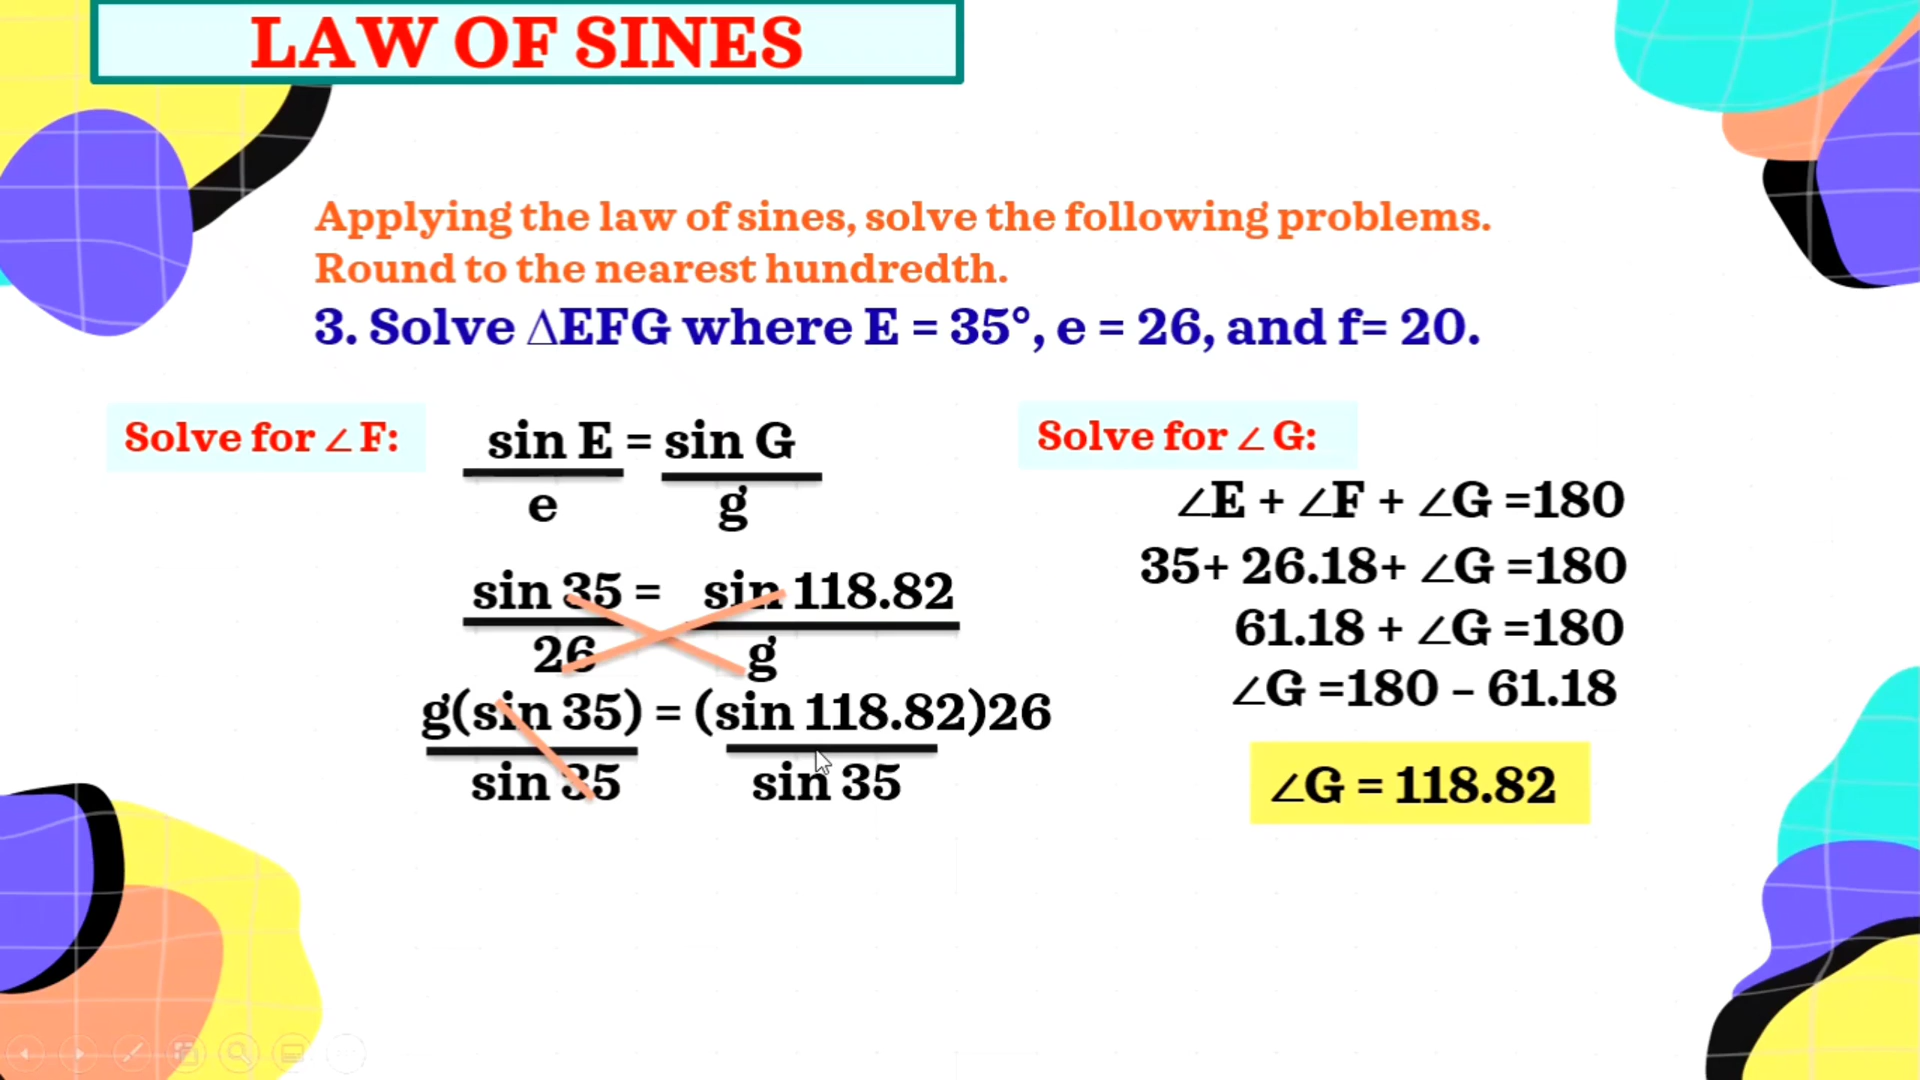 LAW OF SINES
Applying the law of sines, solve the following problems.
Round to the nearest hundredth.
3. Solve ∆EFG where E = 35°, e = 26, and f= 20.
Solve for ∠F:
sin E = sin G
e g
sin 35 = sin 118.82
26 g
g(sin 35) = (sin 118.82)26
sin 35 sin 35
Solve for ∠G:
∠E + ∠F + ∠G =180
35+ 26.18+ ∠G =180
61.18 + ∠G =180
∠G =180 – 61.18
∠G = 118.82